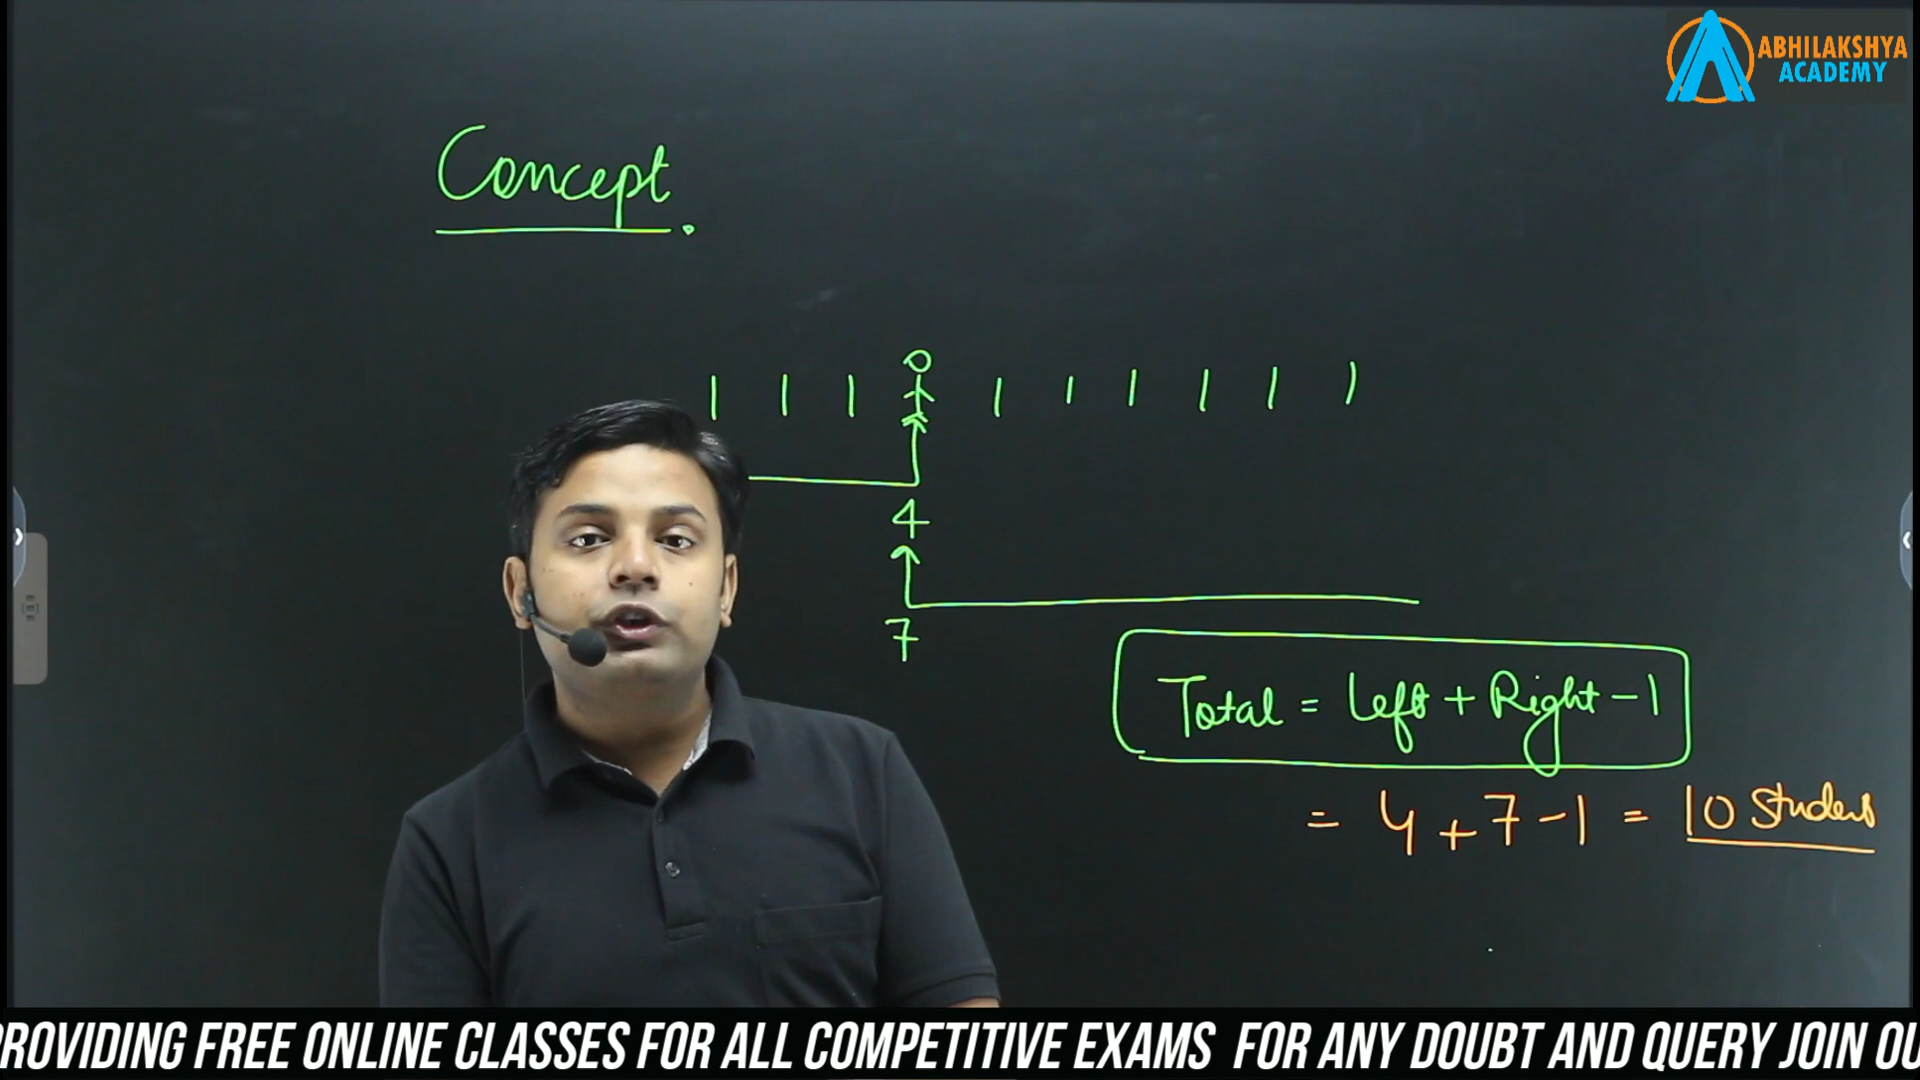 ABHILAKSHYA
ACADEMY
Concept.
4
7
Total = Left + Right - 1
= 4 + 7 - 1 = 10 Students
PROVIDING FREE ONLINE CLASSES FOR ALL COMPETITIVE EXAMS FOR ANY DOUBT AND QUERY JOIN OU